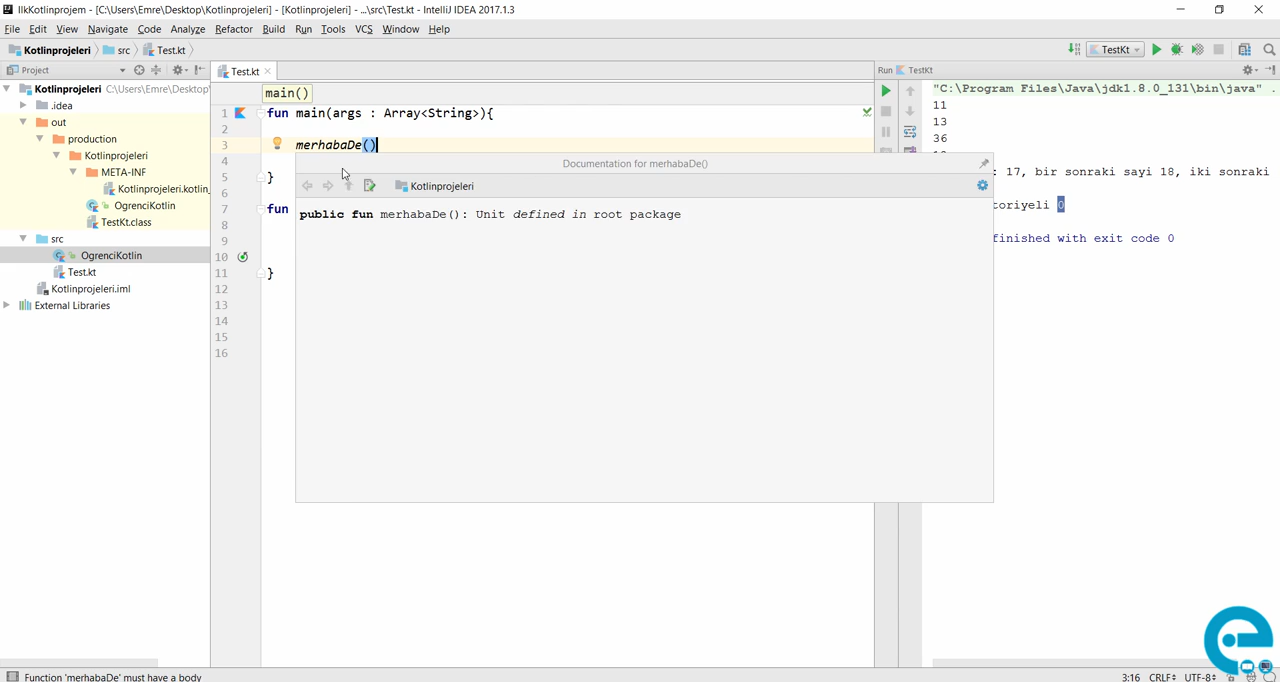 IlkKotlinprojem - [C:\Users\Emre\Desktop\Kotlinprojeleri] - [Kotlinprojeleri] - ...\src\Test.kt - IntelliJ IDEA 2017.1.3
File Edit View Navigate Code Analyze Refactor Build Run Tools VCS Window Help
Kotlinprojeleri src Test.kt
TestKt
Project
Test.kt
Run TestKt
Kotlinprojeleri C:\Users\Emre\Desktop\
.idea
out
production
Kotlinprojeleri
META-INF
Kotlinprojeleri.kotlin_
OgrenciKotlin
TestKt.class
src
OgrenciKotlin
Test.kt
Kotlinprojeleri.iml
External Libraries
main()
1 fun main(args : Array<String>){
2
3 merhabaDe()
4
5 }
6
7 fun
8
9
10
11 }
12
13
14
15
16
Documentation for merhabaDe()
Kotlinprojeleri
public fun merhabaDe(): Unit defined in root package
"C:\Program Files\Java\jdk1.8.0_131\bin\java" .
11
13
36
: 17, bir sonraki sayi 18, iki sonraki
toriyeli 0
finished with exit code 0
Function 'merhabaDe' must have a body
3:16 CRLF UTF-8